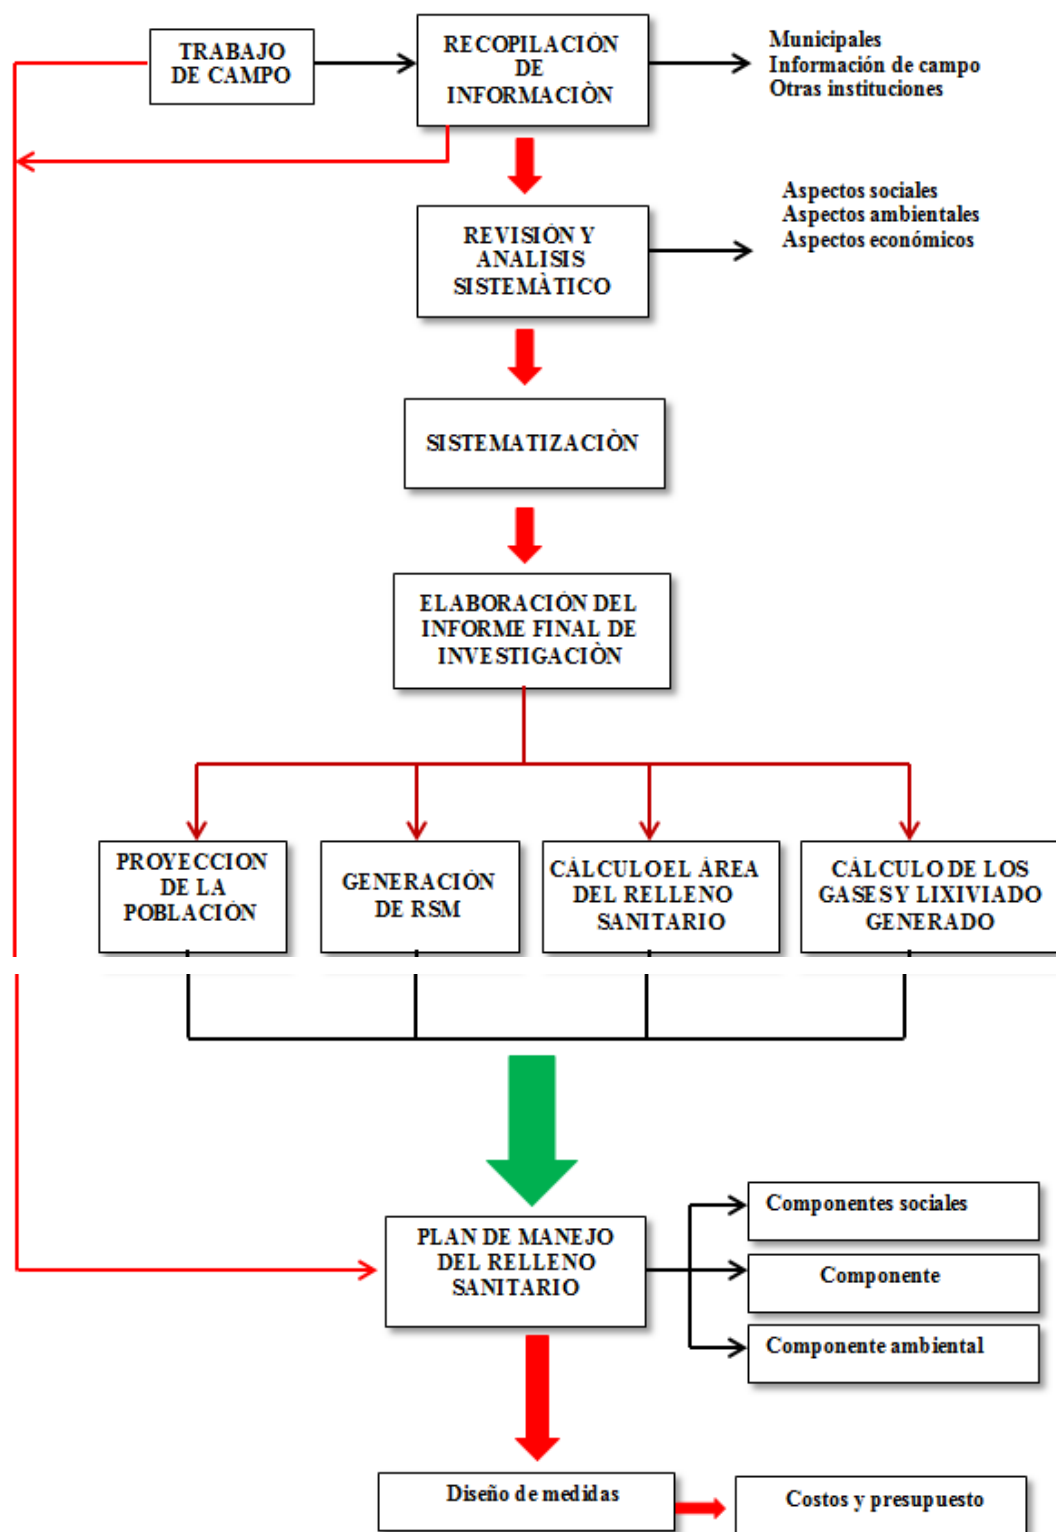 TRABAJO
DE CAMPO
RECOPILACIÓN
DE
INFORMACIÒN
Municipales
Información de campo
Otras instituciones
REVISIÓN Y
ANALISIS
SISTEMÀTICO
Aspectos sociales
Aspectos ambientales
Aspectos económicos
SISTEMATIZACIÒN
ELABORACIÓN DEL
INFORME FINAL DE
INVESTIGACIÒN
PROYECCION
DE LA
POBLACIÓN
GENERACIÓN
DE RSM
CÁLCULO EL ÁREA
DEL RELLENO
SANITARIO
CÁLCULO DE LOS
GASES Y LIXIVIADO
GENERADO
PLAN DE MANEJO
DEL RELLENO
SANITARIO
Componentes sociales
Componente
Componente ambiental
Diseño de medidas
Costos y presupuesto